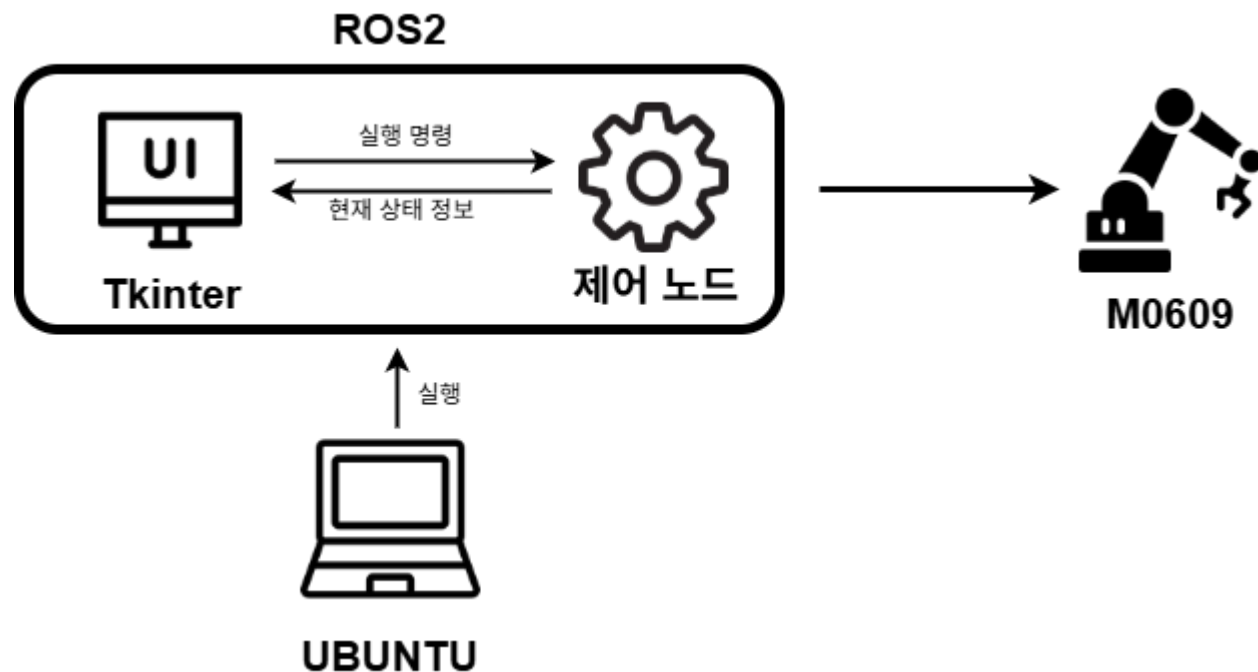 ROS2
UI
실행 명령
현재 상태 정보
Tkinter
제어 노드
M0609
실행
UBUNTU